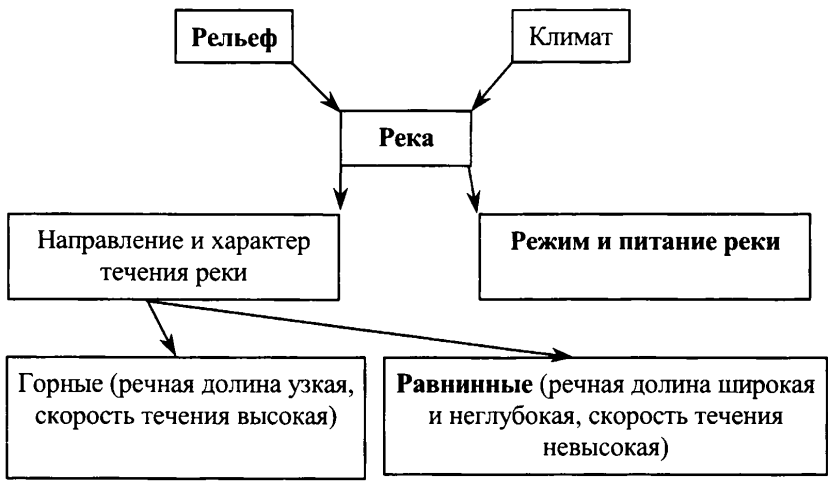 Рельеф
Климат
Река
Направление и характер
течения реки
Режим и питание реки
Горные (речная долина узкая,
скорость течения высокая)
Равнинные (речная долина широкая
и неглубокая, скорость течения
невысокая)